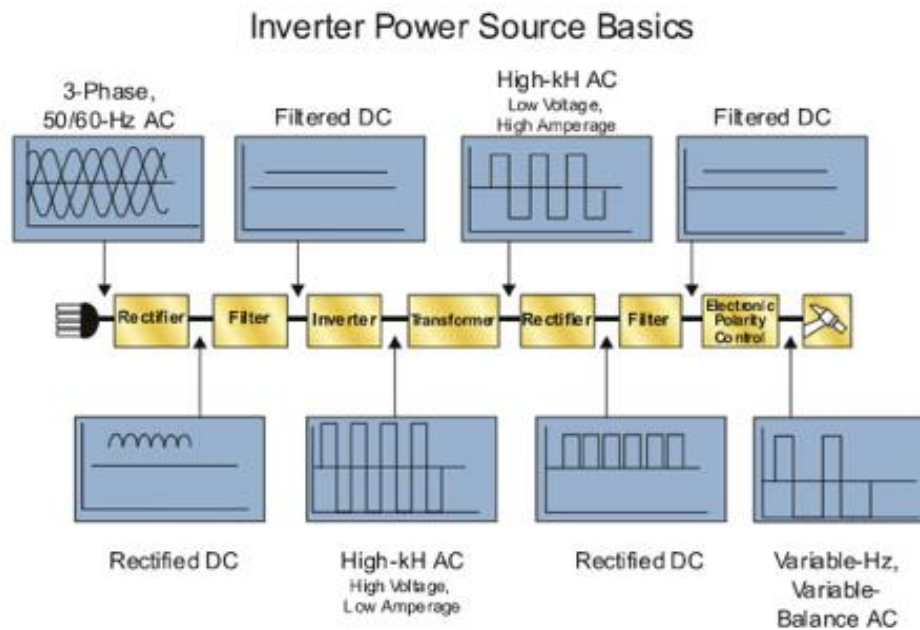 Inverter Power Source Basics
3-Phase,
50/60-Hz AC
Filtered DC
High-kH AC
Low Voltage,
High Amperage
Filtered DC
Rectifier
Filter
Inverter
Transformer
Rectifier
Filter
Electronic
Polarity
Control
Rectified DC
High-kH AC
High Voltage,
Low Amperage
Rectified DC
Variable-Hz,
Variable-
Balance AC